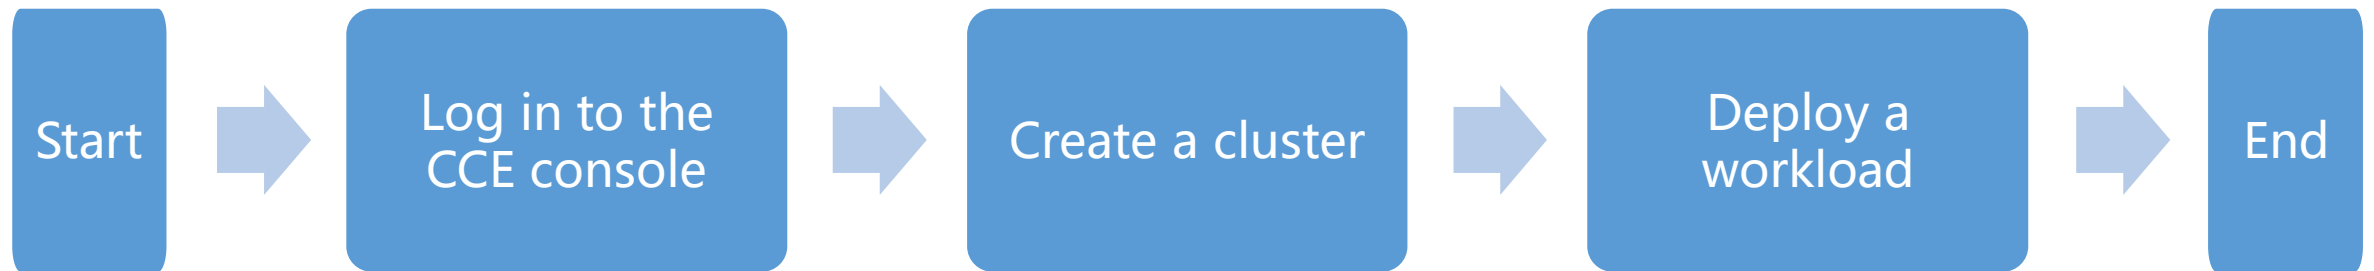 Start
Log in to the
CCE console
Create a cluster
Deploy a
workload
End